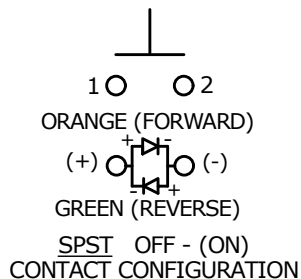 1 2
ORANGE (FORWARD)
+ -
(+) (-)
- +
GREEN (REVERSE)
SPST OFF - (ON)
CONTACT CONFIGURATION